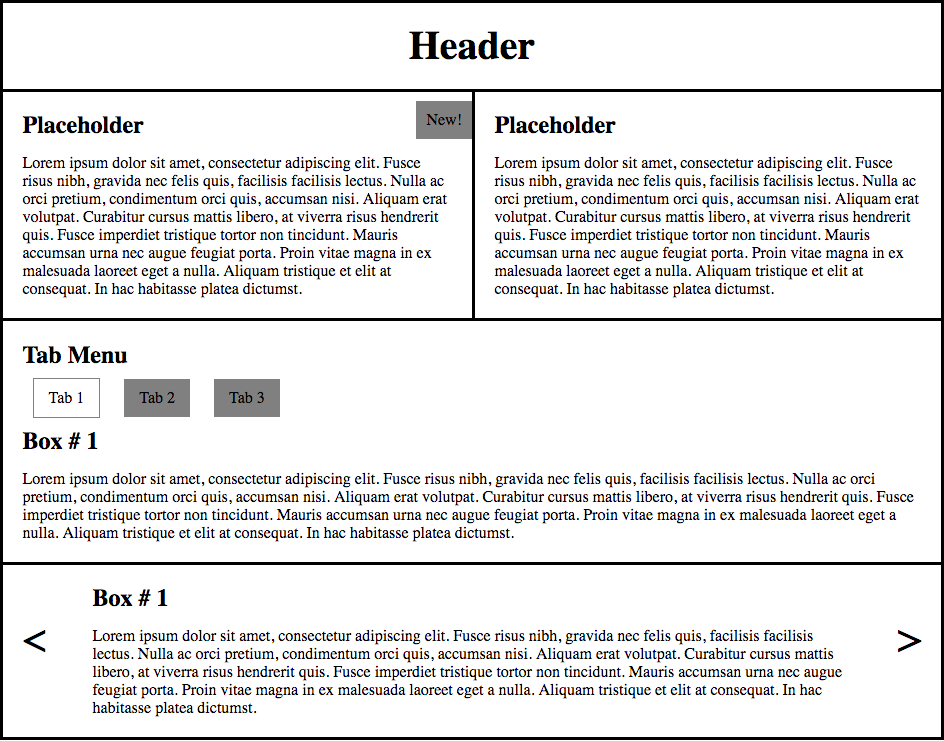 Header
Placeholder
New!
Lorem ipsum dolor sit amet, consectetur adipiscing elit. Fusce
risus nibh, gravida nec felis quis, facilisis facilisis lectus. Nulla ac
orci pretium, condimentum orci quis, accumsan nisi. Aliquam erat
volutpat. Curabitur cursus mattis libero, at viverra risus hendrerit
quis. Fusce imperdiet tristique tortor non tincidunt. Mauris
accumsan urna nec augue feugiat porta. Proin vitae magna in ex
malesuada laoreet eget a nulla. Aliquam tristique et elit at
consequat. In hac habitasse platea dictumst.
Placeholder
Lorem ipsum dolor sit amet, consectetur adipiscing elit. Fusce
risus nibh, gravida nec felis quis, facilisis facilisis lectus. Nulla ac
orci pretium, condimentum orci quis, accumsan nisi. Aliquam erat
volutpat. Curabitur cursus mattis libero, at viverra risus hendrerit
quis. Fusce imperdiet tristique tortor non tincidunt. Mauris
accumsan urna nec augue feugiat porta. Proin vitae magna in ex
malesuada laoreet eget a nulla. Aliquam tristique et elit at
consequat. In hac habitasse platea dictumst.
Tab Menu
Tab 1 Tab 2 Tab 3
Box # 1
Lorem ipsum dolor sit amet, consectetur adipiscing elit. Fusce risus nibh, gravida nec felis quis, facilisis facilisis lectus. Nulla ac orci
pretium, condimentum orci quis, accumsan nisi. Aliquam erat volutpat. Curabitur cursus mattis libero, at viverra risus hendrerit quis. Fusce
imperdiet tristique tortor non tincidunt. Mauris accumsan urna nec augue feugiat porta. Proin vitae magna in ex malesuada laoreet eget a
nulla. Aliquam tristique et elit at consequat. In hac habitasse platea dictumst.
<
Box # 1
Lorem ipsum dolor sit amet, consectetur adipiscing elit. Fusce risus nibh, gravida nec felis quis, facilisis facilisis
lectus. Nulla ac orci pretium, condimentum orci quis, accumsan nisi. Aliquam erat volutpat. Curabitur cursus mattis
libero, at viverra risus hendrerit quis. Fusce imperdiet tristique tortor non tincidunt. Mauris accumsan urna nec augue
feugiat porta. Proin vitae magna in ex malesuada laoreet eget a nulla. Aliquam tristique et elit at consequat. In hac
habitasse platea dictumst.
>